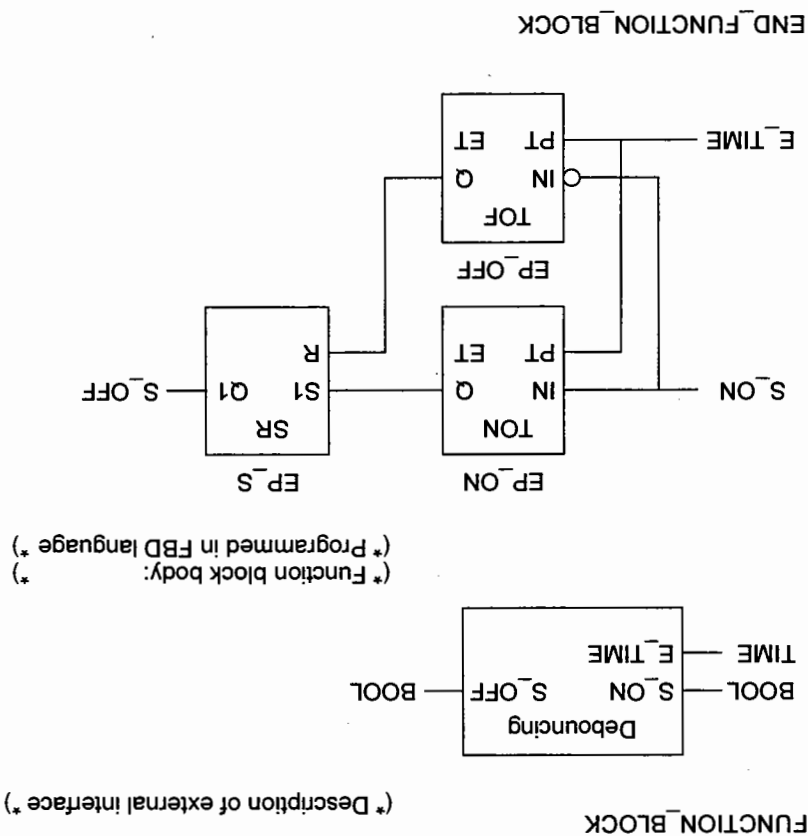 FUNCTION_BLOCK
(* Description of external interface *)
Debouncing
BOOL S_ON S_OFF BOOL
TIME E_TIME
(* Function block body: *)
(* Programmed in FBD language *)
EP_ON EP_S
TON SR
S_ON IN Q S1 Q1 S_OFF
PT ET R
EP_OFF
TOF
IN Q
E_TIME PT ET
END_FUNCTION_BLOCK